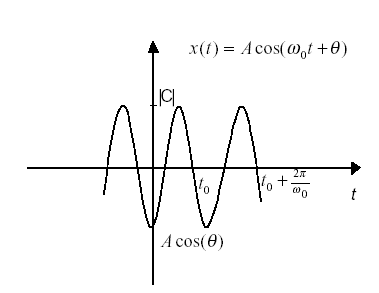 x(t) = A cos(ω₀t + θ)
|C|
t₀
t₀ + 2π/ω₀
t
A cos(θ)